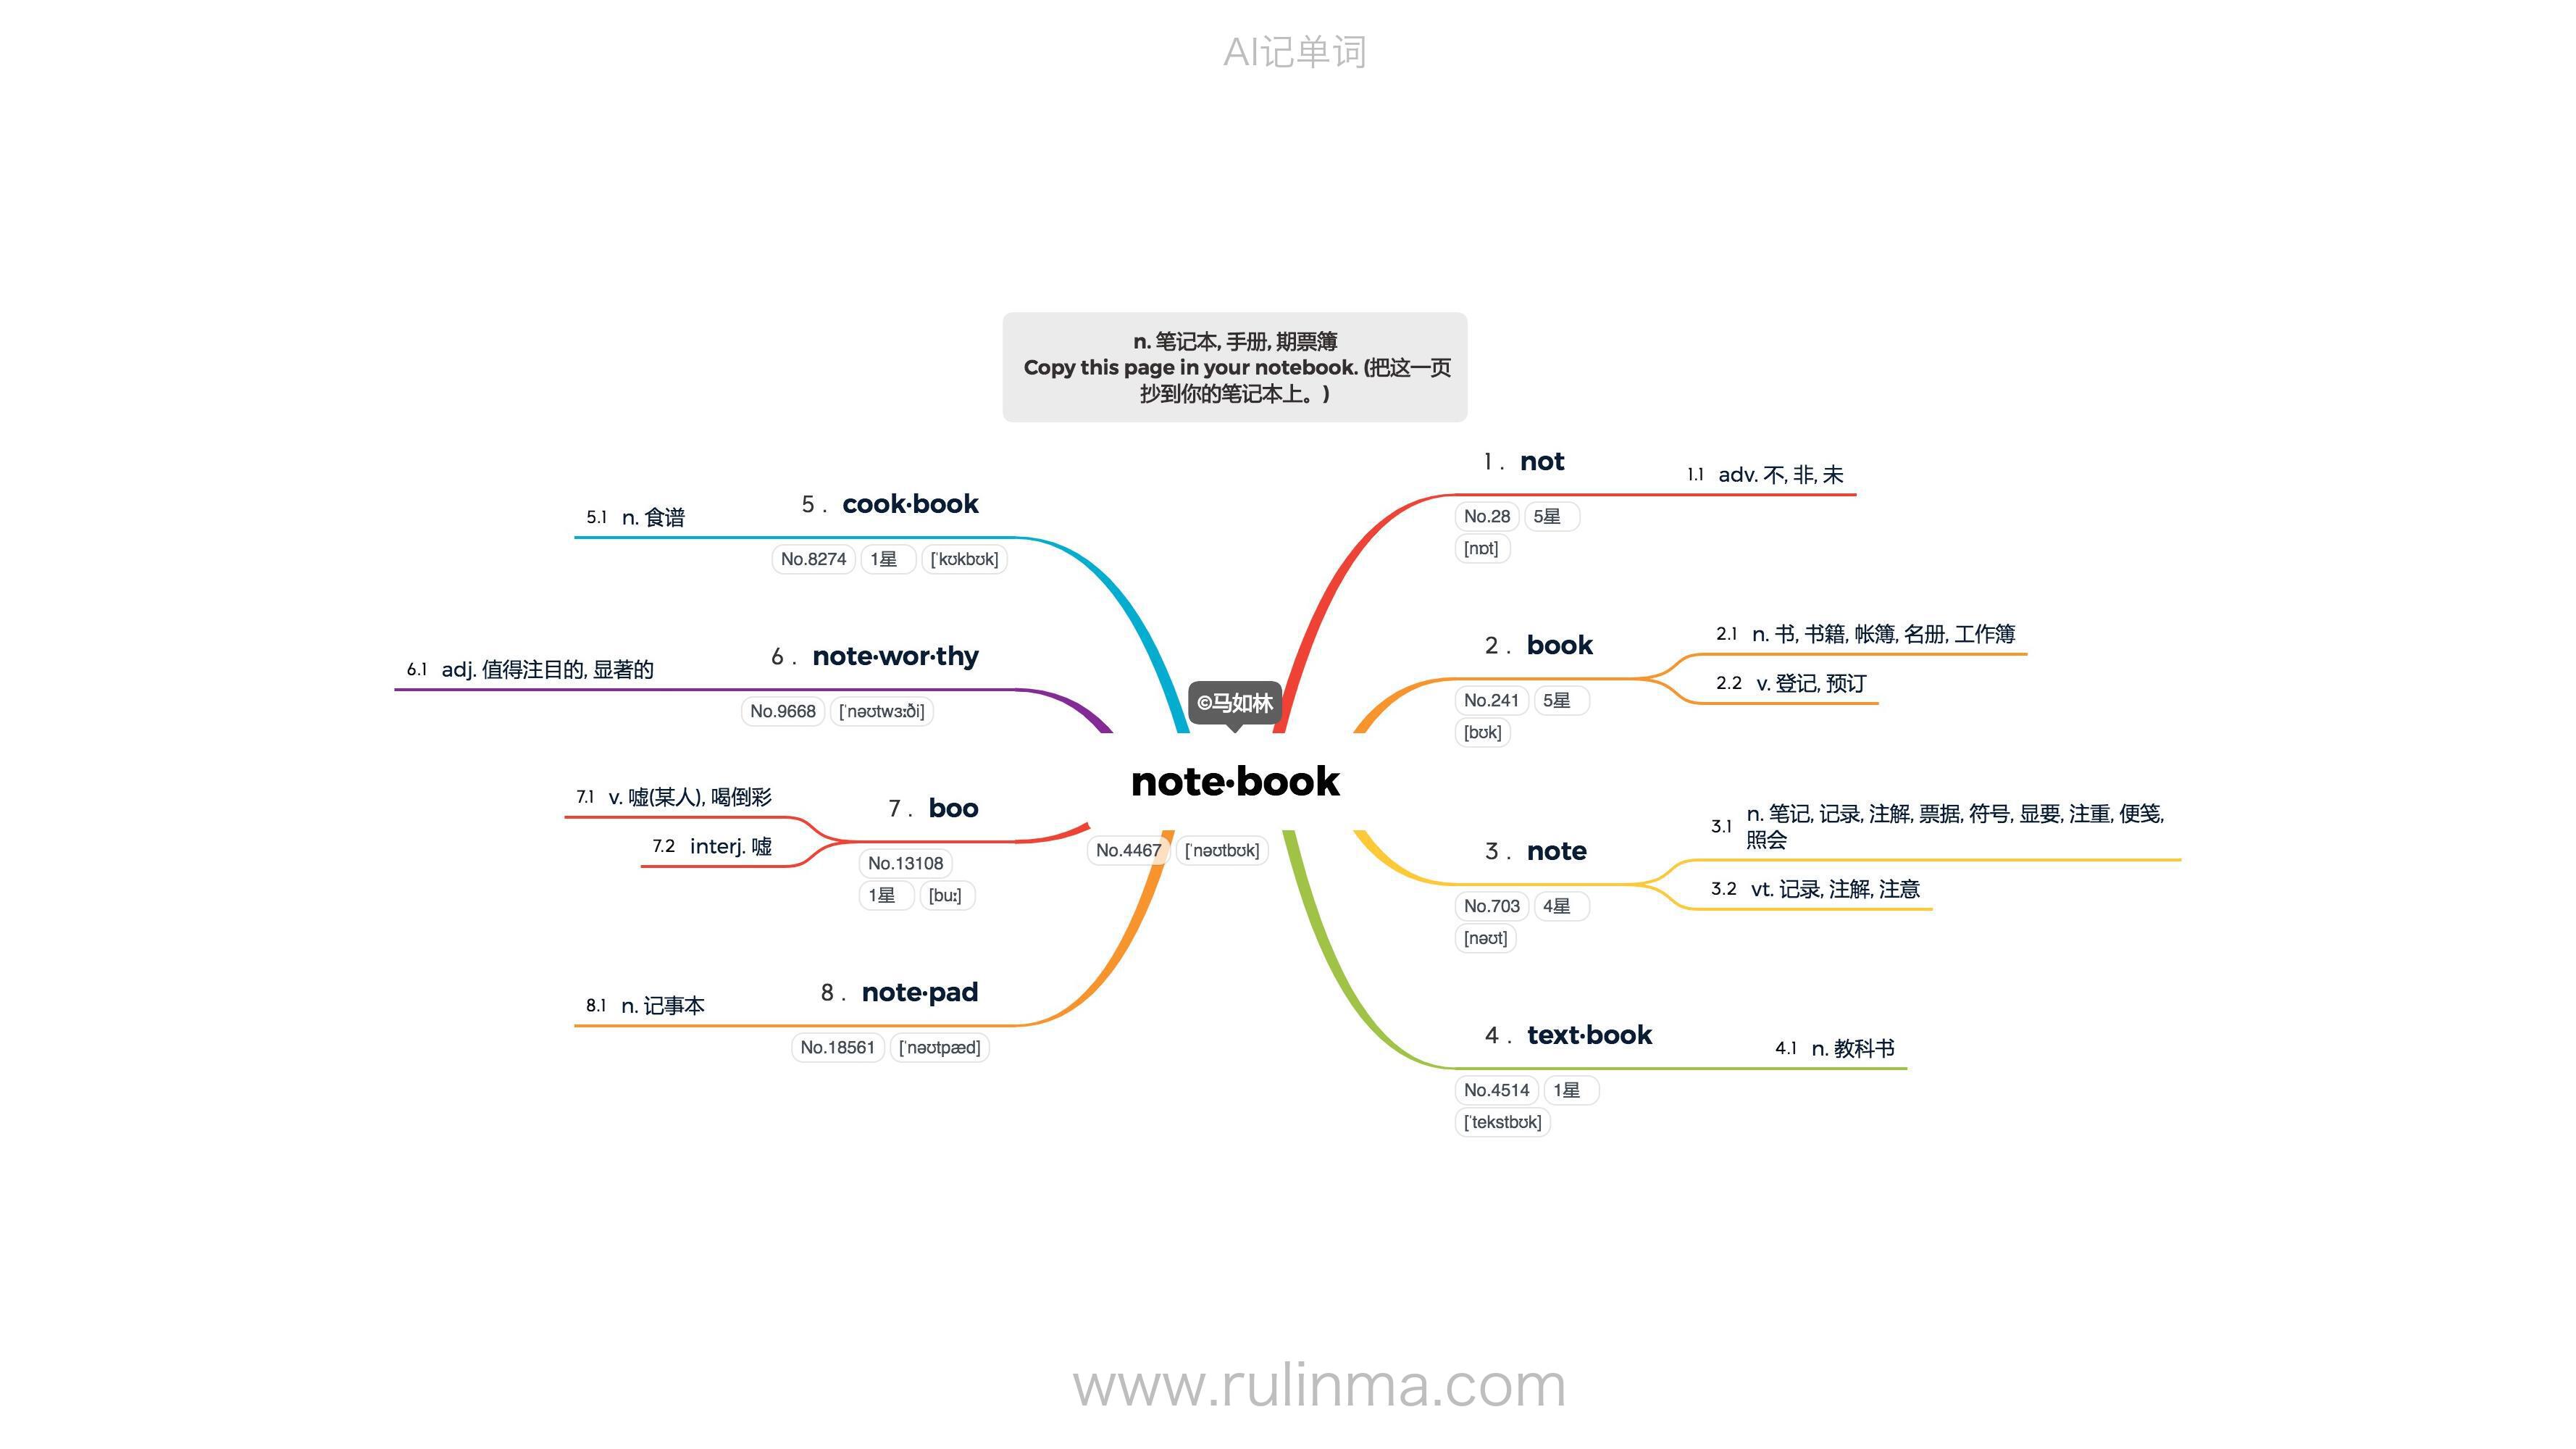 AI记单词
n. 笔记本, 手册, 期票簿
Copy this page in your notebook. (把这一页
抄到你的笔记本上。)
©马如林
note·book
No.4467 [ˈnəʊtbʊk]
1 . not
No.28 5星
[nɒt]
1.1 adv. 不, 非, 未
2 . book
No.241 5星
[bʊk]
2.1 n. 书, 书籍, 帐簿, 名册, 工作簿
2.2 v. 登记, 预订
3 . note
No.703 4星
[nəʊt]
3.1 n. 笔记, 记录, 注解, 票据, 符号, 显要, 注重, 便笺,
照会
3.2 vt. 记录, 注解, 注意
4 . text·book
No.4514 1星
[ˈtekstbʊk]
4.1 n. 教科书
5 . cook·book
No.8274 1星 [ˈkʊkbʊk]
5.1 n. 食谱
6 . note·wor·thy
No.9668 [ˈnəʊtwɜːði]
6.1 adj. 值得注目的, 显著的
7 . boo
No.13108
1星 [buː]
7.1 v. 嘘(某人), 喝倒彩
7.2 interj. 嘘
8 . note·pad
No.18561 [ˈnəʊtpæd]
8.1 n. 记事本
www.rulinma.com